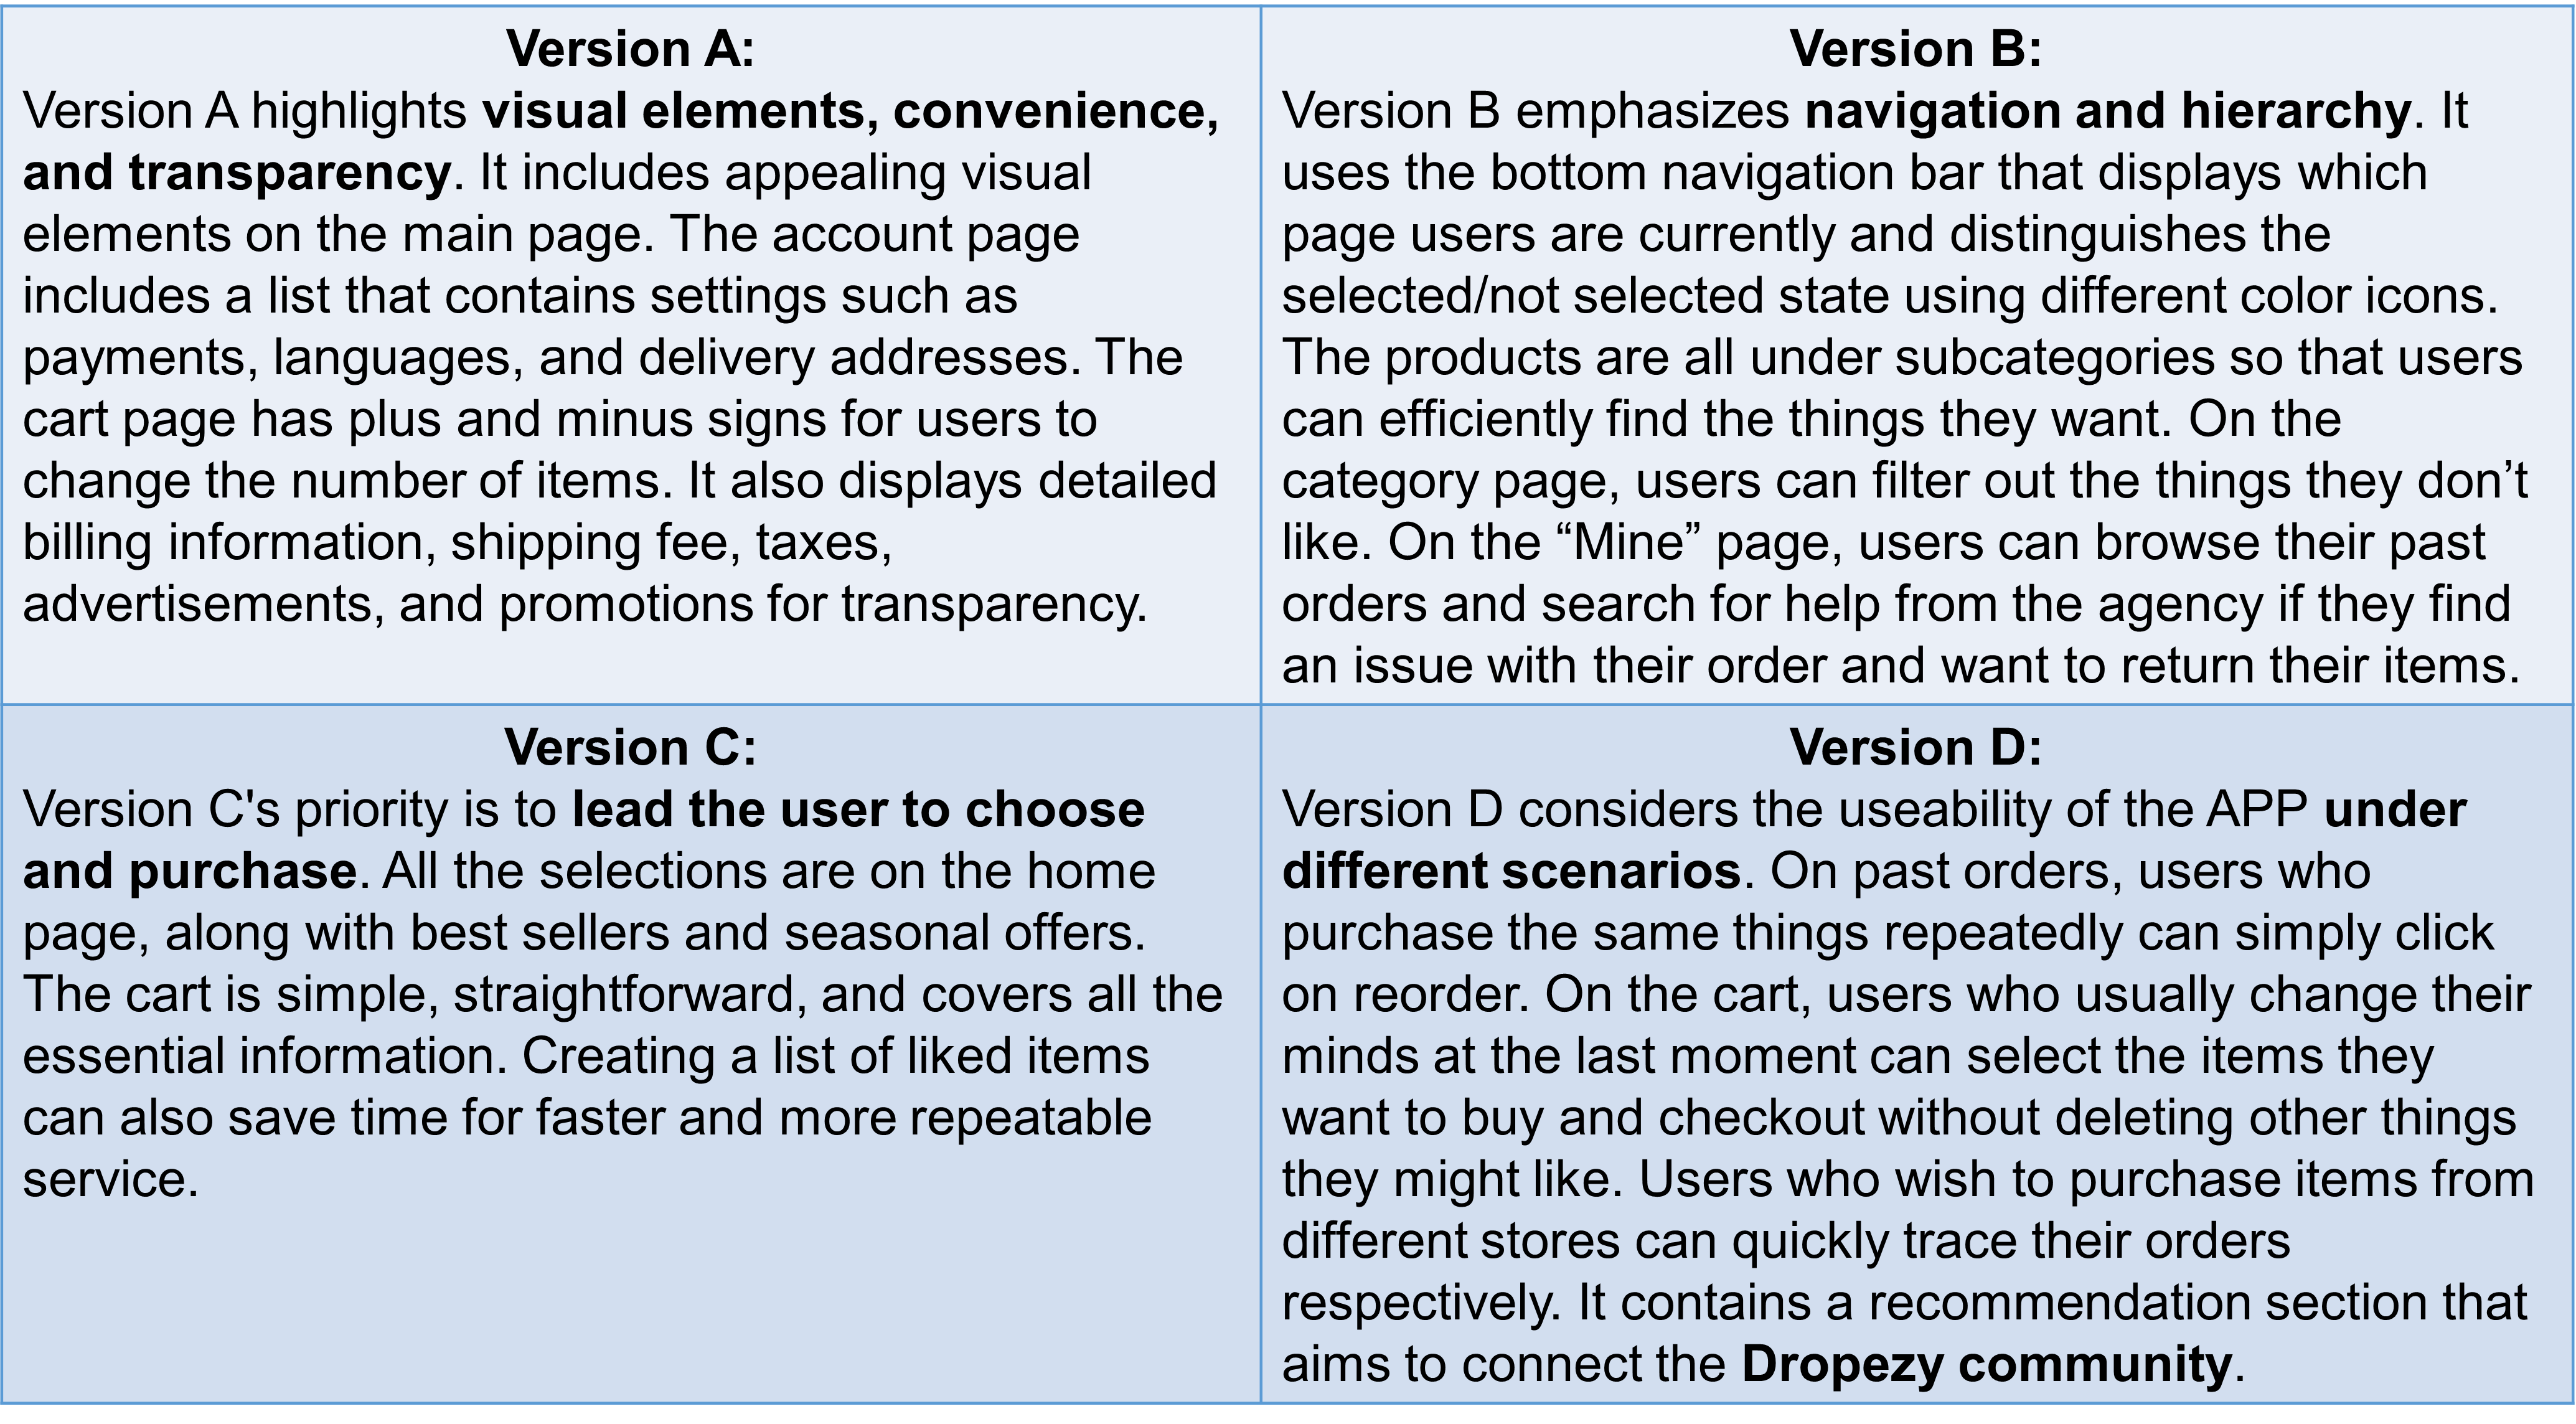 Version A:
Version A highlights visual elements, convenience,
and transparency. It includes appealing visual
elements on the main page. The account page
includes a list that contains settings such as
payments, languages, and delivery addresses. The
cart page has plus and minus signs for users to
change the number of items. It also displays detailed
billing information, shipping fee, taxes,
advertisements, and promotions for transparency.
Version B:
Version B emphasizes navigation and hierarchy. It
uses the bottom navigation bar that displays which
page users are currently and distinguishes the
selected/not selected state using different color icons.
The products are all under subcategories so that users
can efficiently find the things they want. On the
category page, users can filter out the things they don’t
like. On the “Mine” page, users can browse their past
orders and search for help from the agency if they find
an issue with their order and want to return their items.
Version C:
Version C's priority is to lead the user to choose
and purchase. All the selections are on the home
page, along with best sellers and seasonal offers.
The cart is simple, straightforward, and covers all the
essential information. Creating a list of liked items
can also save time for faster and more repeatable
service.
Version D:
Version D considers the useability of the APP under
different scenarios. On past orders, users who
purchase the same things repeatedly can simply click
on reorder. On the cart, users who usually change their
minds at the last moment can select the items they
want to buy and checkout without deleting other things
they might like. Users who wish to purchase items from
different stores can quickly trace their orders
respectively. It contains a recommendation section that
aims to connect the Dropezy community.